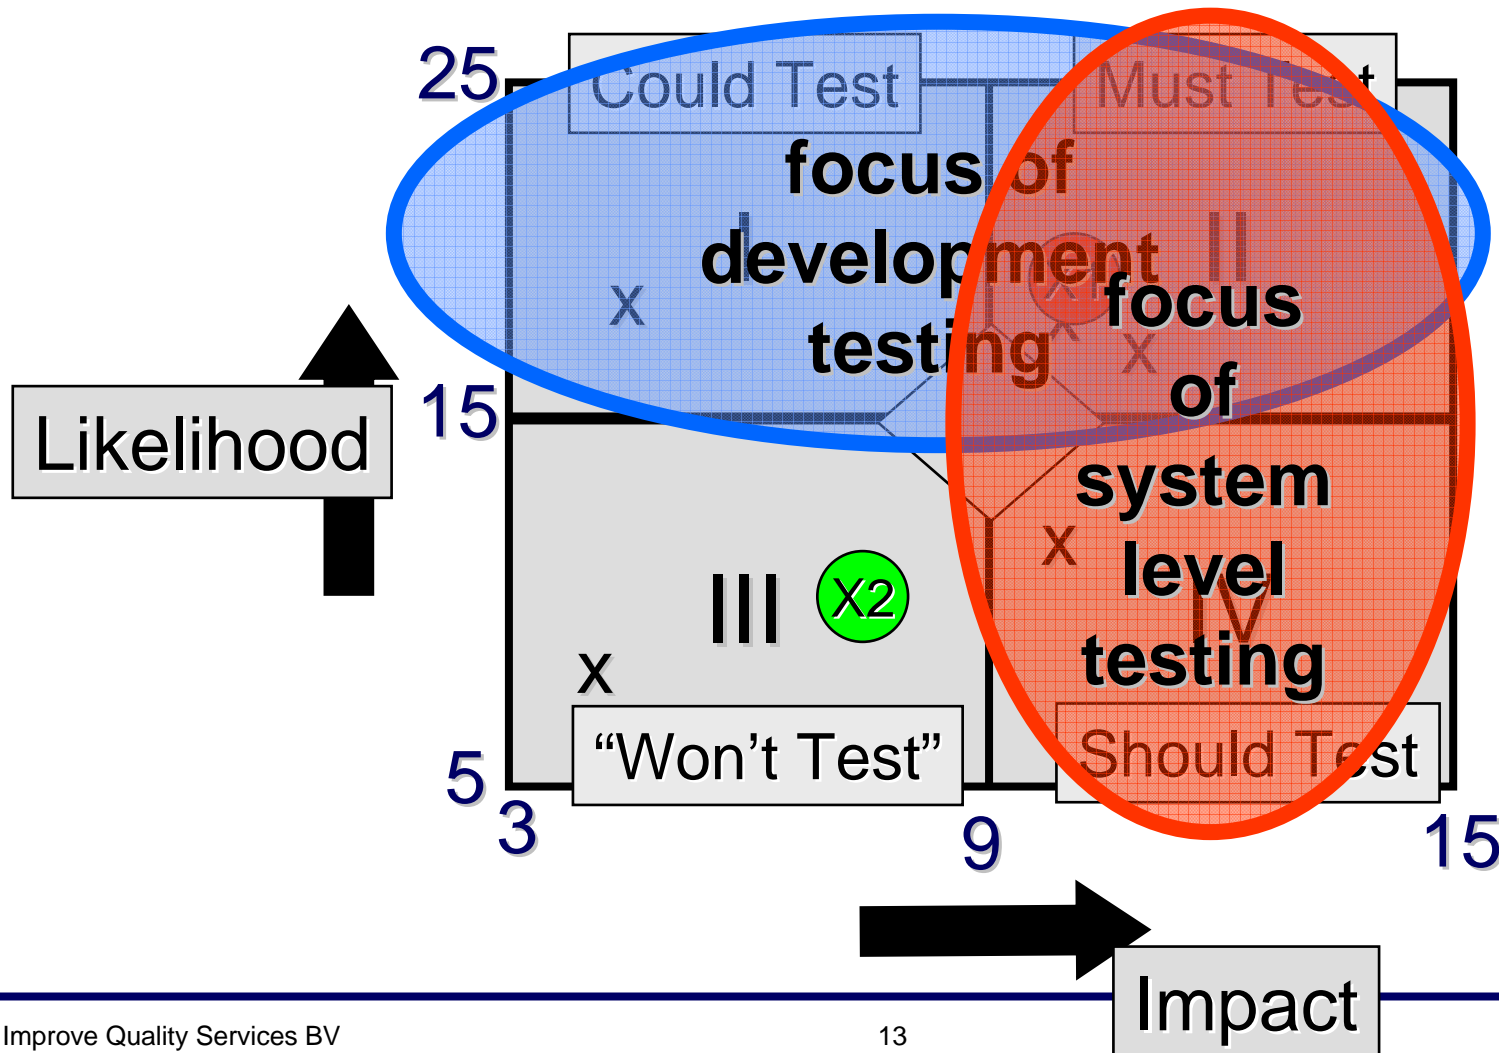 25
Could Test
Must Test
focus of
development
testing
I
II
x
X1
x
x
focus
of
system
level
testing
15
Likelihood
x
III
X2
IV
x
“Won’t Test”
Should Test
5
3
9
15
Impact
Improve Quality Services BV
13